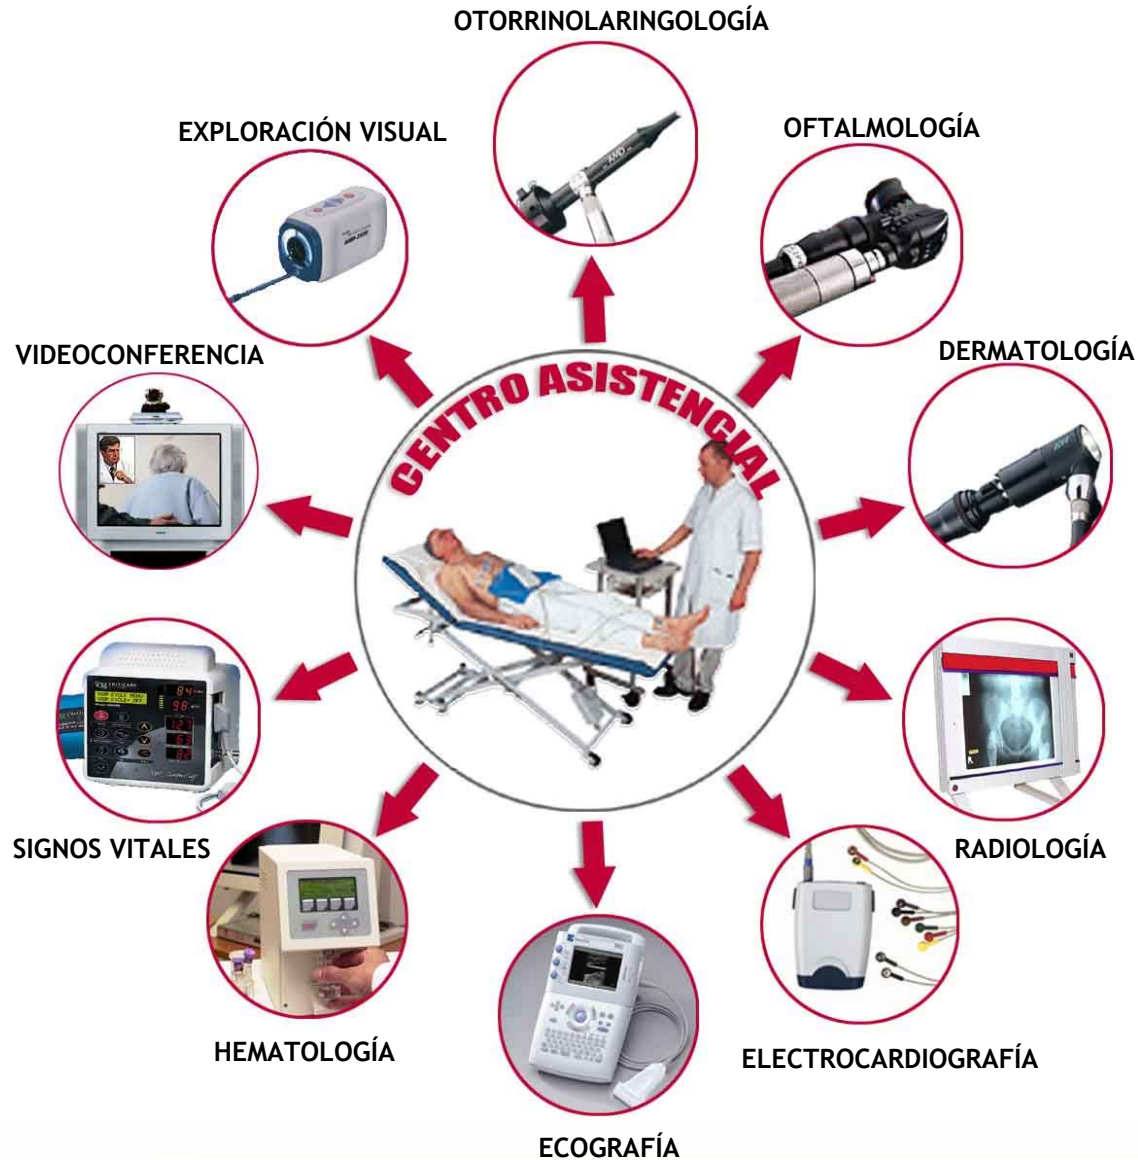 OTORRINOLARINGOLOGÍA
EXPLORACIÓN VISUAL
OFTALMOLOGÍA
VIDEOCONFERENCIA
DERMATOLOGÍA
CENTRO ASISTENCIAL
SIGNOS VITALES
RADIOLOGÍA
HEMATOLOGÍA
ELECTROCARDIOGRAFÍA
ECOGRAFÍA